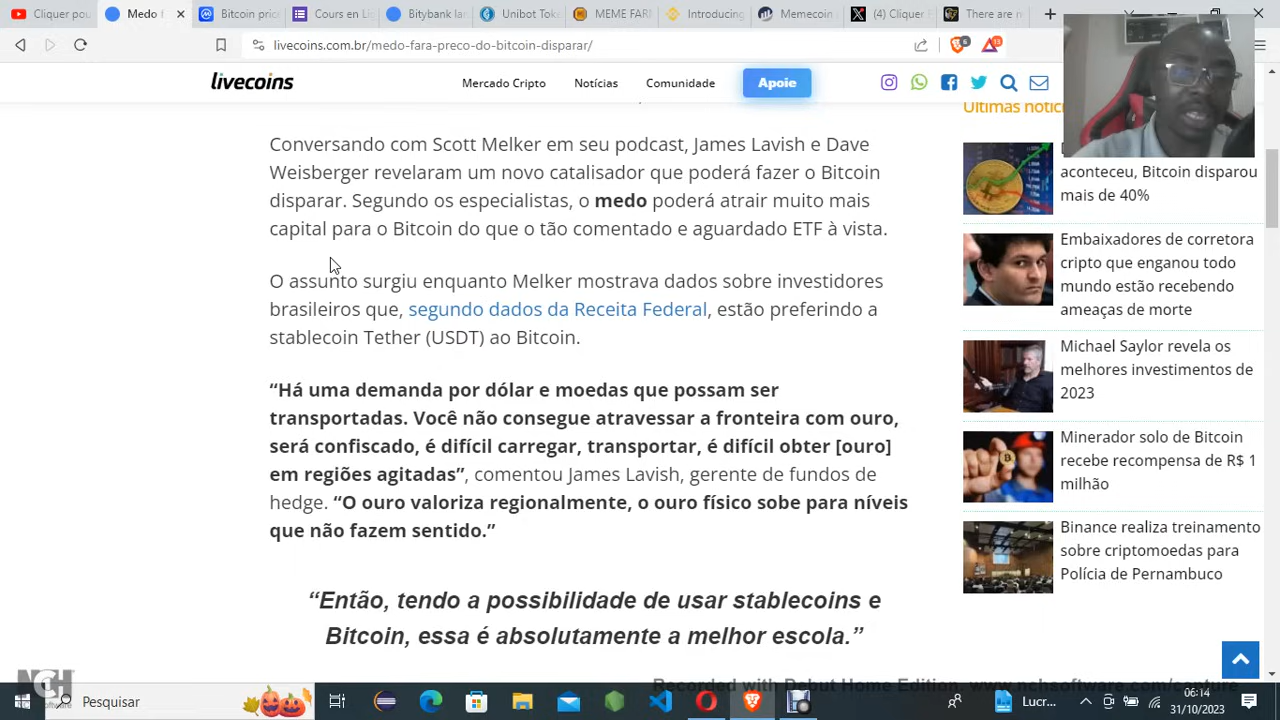 Cliquer pou
Medo f
Bitcoin
Histori
Cours en Li
Bitybank la
Unibot Tok
MEME FAR
Introducing
Memecoin
(4) Cliquer F
There are n
livecoins.com.br/medo-fara-preco-do-bitcoin-disparar/
6
13
livecoins
Mercado Cripto
Notícias
Comunidade
Apoie
Últimas notíc
Conversando com Scott Melker em seu podcast, James Lavish e Dave
Weisberger revelaram um novo catalisador que poderá fazer o Bitcoin
disparar. Segundo os especialistas, o medo poderá atrair muito mais
capital para o Bitcoin do que o tão comentado e aguardado ETF à vista.
O assunto surgiu enquanto Melker mostrava dados sobre investidores
brasileiros que, segundo dados da Receita Federal, estão preferindo a
stablecoin Tether (USDT) ao Bitcoin.
“Há uma demanda por dólar e moedas que possam ser
transportadas. Você não consegue atravessar a fronteira com ouro,
será confiscado, é difícil carregar, transportar, é difícil obter [ouro]
em regiões agitadas”, comentou James Lavish, gerente de fundos de
hedge. “O ouro valoriza regionalmente, o ouro físico sobe para níveis
que não fazem sentido.”
“Então, tendo a possibilidade de usar stablecoins e
Bitcoin, essa é absolutamente a melhor escola.”
aconteceu, Bitcoin disparou
mais de 40%
Embaixadores de corretora
cripto que enganou todo
mundo estão recebendo
ameaças de morte
Michael Saylor revela os
melhores investimentos de
2023
Minerador solo de Bitcoin
recebe recompensa de R$ 1
milhão
Binance realiza treinamento
sobre criptomoedas para
Polícia de Pernambuco
NCH
Recorded with Debut Home Edition. www.nchsoftware.com/capture
Pesquisar
06:14
31/10/2023